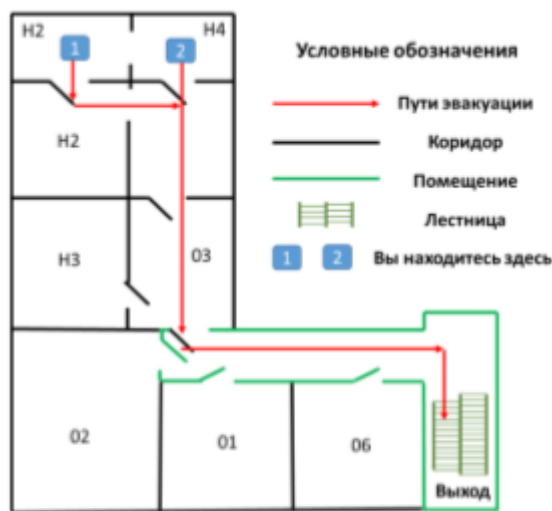 Н2
Н4
1
2
Условные обозначения
Пути эвакуации
Коридор
Н2
Помещение
Лестница
Н3
03
1 2 Вы находитесь здесь
02
01
06
Выход